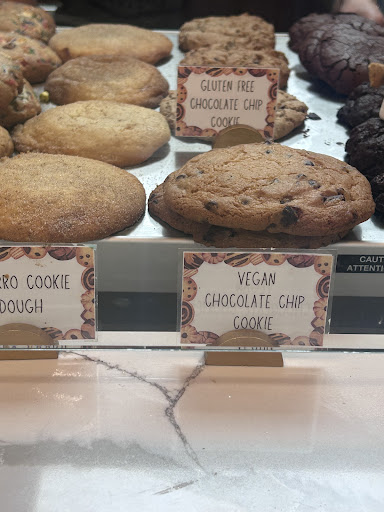 GLUTEN FREE
CHOCOLATE CHIP
COOKIE
RRO COOKIE
DOUGH
VEGAN
CHOCOLATE CHIP
COOKIE
CAUT
ATTENTI